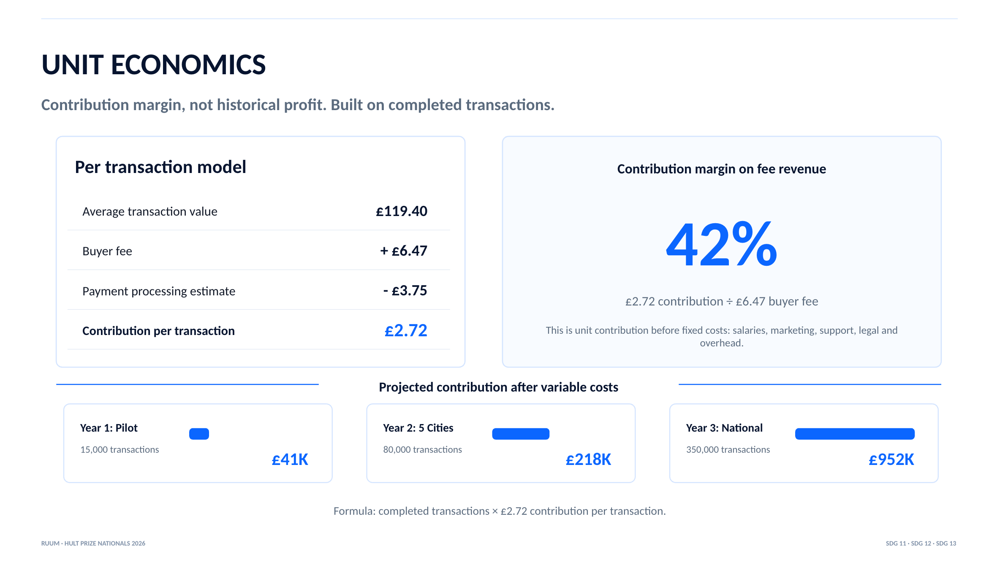 UNIT ECONOMICS
Contribution margin, not historical profit. Built on completed transactions.
Per transaction model
Average transaction value £119.40
Buyer fee + £6.47
Payment processing estimate - £3.75
Contribution per transaction £2.72
Contribution margin on fee revenue
42%
£2.72 contribution ÷ £6.47 buyer fee
This is unit contribution before fixed costs: salaries, marketing, support, legal and
overhead.
Projected contribution after variable costs
Year 1: Pilot
15,000 transactions
£41K
Year 2: 5 Cities
80,000 transactions
£218K
Year 3: National
350,000 transactions
£952K
Formula: completed transactions × £2.72 contribution per transaction.
RUUM · HULT PRIZE NATIONALS 2026
SDG 11 · SDG 12 · SDG 13